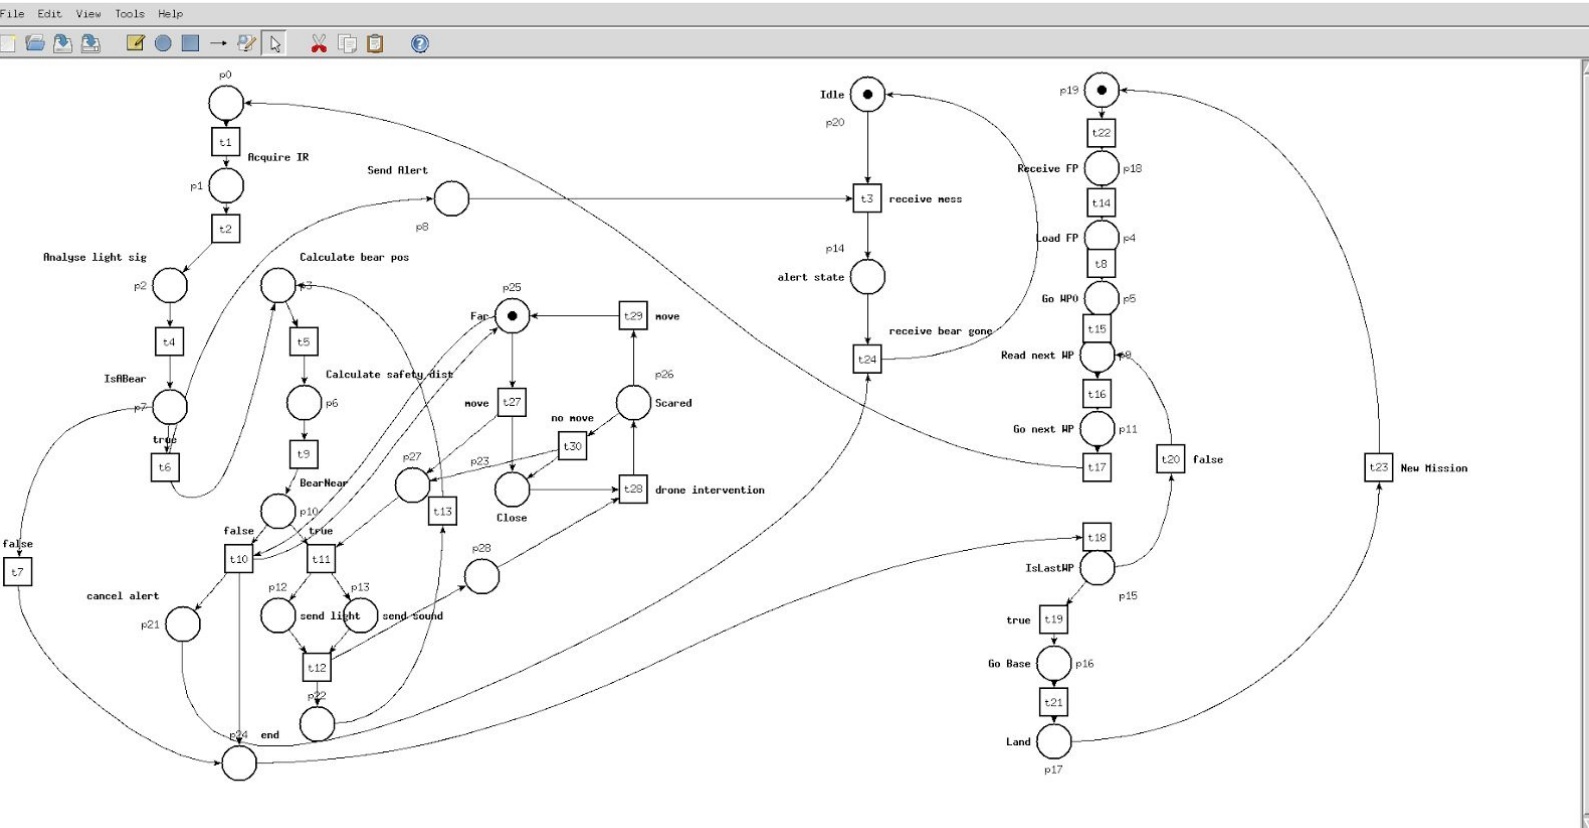 File Edit View Tools Help
p0
t1
Acquire IR
p1
t2
Analyse light sig
p2
t4
IsABear
p7
true
t6
false
t7
Send Alert
p8
Calculate bear pos
p3
t5
Calculate safety dist
p6
t9
BearNear
p10
false
true
t10
t11
cancel alert
p21
p12
p13
send light
send sound
t12
p22
p24
end
t13
p25
Far
t29
move
p26
Scared
move
t27
no move
t30
p27
p23
Close
t28
drone intervention
p28
Idle
p20
t3
receive mess
p14
alert state
receive bear gone
t24
p19
t22
Receive FP
p18
t14
Load FP
p4
t8
Go WP0
p5
t15
Read next WP
p9
t16
Go next WP
p11
t17
t20
false
t23
New Mission
t18
IsLastWP
p15
true
t19
Go Base
p16
t21
Land
p17